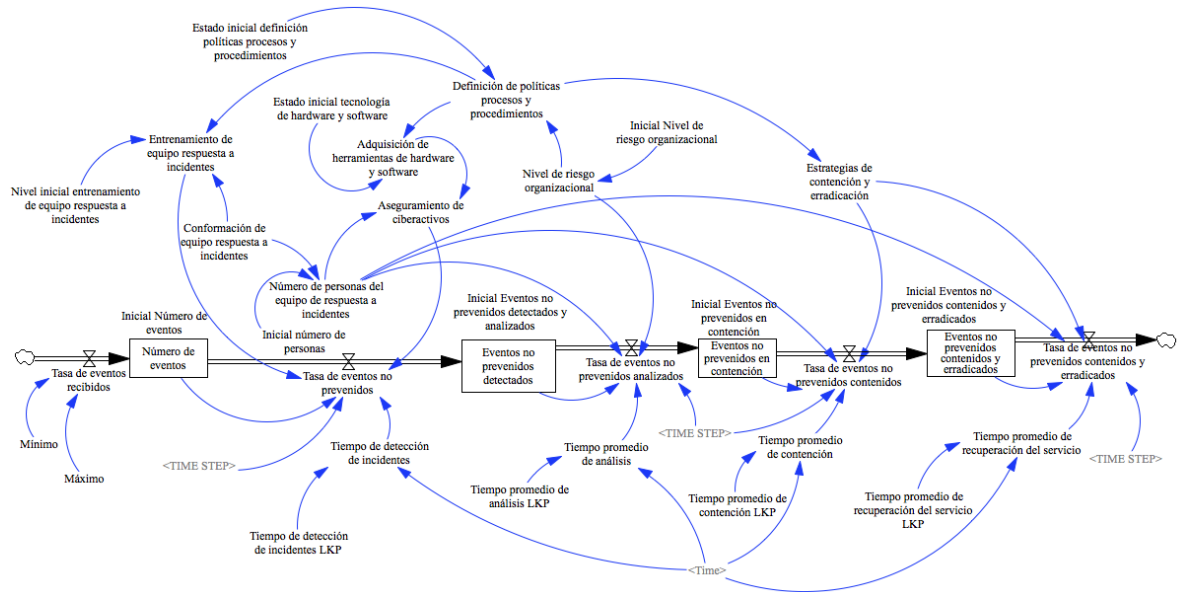 Estado inicial definición
políticas procesos y
procedimientos
Definición de políticas
procesos y
procedimientos
Estado inicial tecnología
de hardware y software
Inicial Nivel de
riesgo organizacional
Entrenamiento de
equipo respuesta a
incidentes
Adquisición de
herramientas de hardware
y software
Nivel de riesgo
organizacional
Estrategias de
contención y
erradicación
Nivel inicial entrenamiento
de equipo respuesta a
incidentes
Aseguramiento de
ciberactivos
Conformación de
equipo respuesta a
incidentes
Número de personas del
equipo de respuesta a
incidentes
Inicial Número de
eventos
Inicial número de
personas
Inicial Eventos no
prevenidos detectados y
analizados
Inicial Eventos no
prevenidos en
contención
Inicial Eventos no
prevenidos contenidos y
erradicados
Tasa de eventos
recibidos
Número de
eventos
Tasa de eventos no
prevenidos
Eventos no
prevenidos
detectados
Tasa de eventos no
prevenidos analizados
Eventos no
prevenidos en
contención
Tasa de eventos no
prevenidos contenidos
Eventos no
prevenidos
contenidos y
erradicados
Tasa de eventos no
prevenidos contenidos y
erradicados
Mínimo
Máximo
<TIME STEP>
Tiempo de detección
de incidentes
Tiempo de detección
de incidentes LKP
<TIME STEP>
Tiempo promedio
de análisis
Tiempo promedio de
análisis LKP
Tiempo promedio
de contención
Tiempo promedio de
contención LKP
Tiempo promedio de
recuperación del servicio
Tiempo promedio de
recuperación del servicio
LKP
<TIME STEP>
<Time>